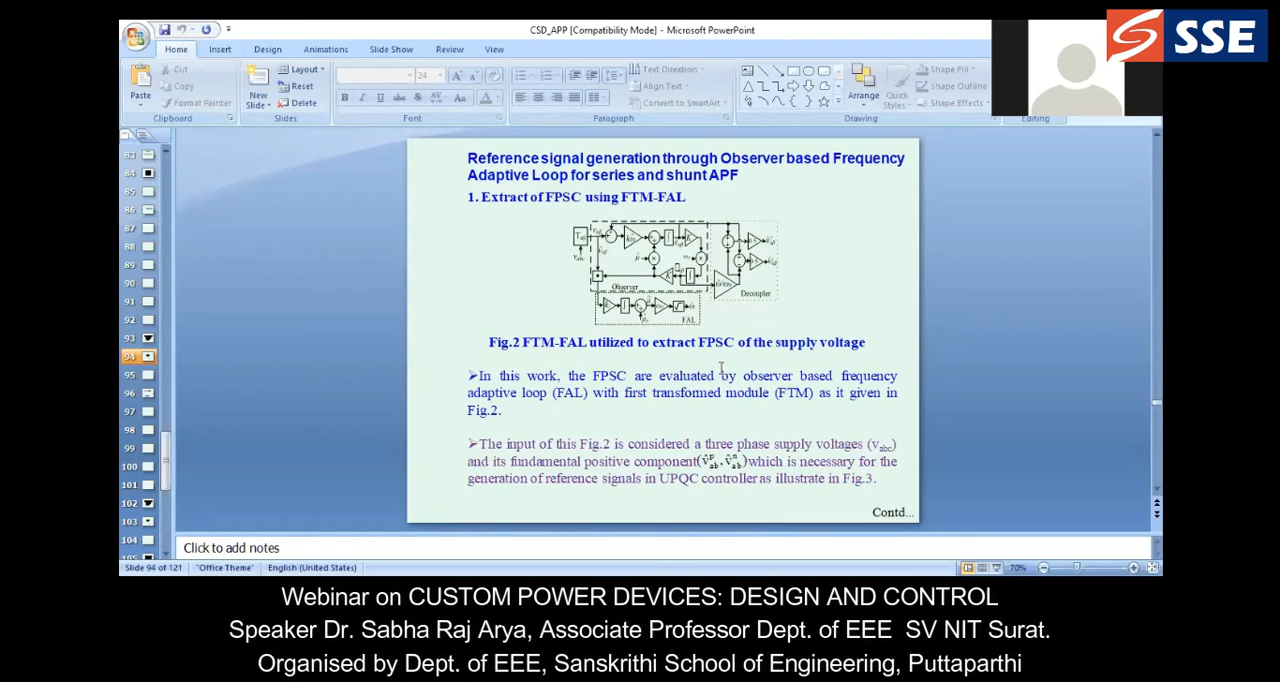 CSD_APP [Compatibility Mode] - Microsoft PowerPoint
SSE
Home Insert Design Animations Slide Show Review View
Paste
Cut
Copy
Format Painter
Clipboard
New
Slide
Layout
Reset
Delete
Slides
24
Font
Text Direction
Align Text
Convert to SmartArt
Paragraph
Arrange
Quick
Styles
Shape Fill
Shape Outline
Shape Effects
Drawing
Editing
83
84
85
86
87
88
89
90
91
92
93
94
95
96
97
98
99
100
101
102
103
104
105
Reference signal generation through Observer based Frequency
Adaptive Loop for series and shunt APF
1. Extract of FPSC using FTM-FAL
Observer
Decoupler
FAL
Fig.2 FTM-FAL utilized to extract FPSC of the supply voltage
➢In this work, the FPSC are evaluated by observer based frequency
adaptive loop (FAL) with first transformed module (FTM) as it given in
Fig.2.
➢The input of this Fig.2 is considered a three phase supply voltages (vabc)
and its fundamental positive component(v̂ᵖab, v̂ⁿab)which is necessary for the
generation of reference signals in UPQC controller as illustrate in Fig.3.
Contd...
Click to add notes
Slide 94 of 121 "Office Theme" English (United States) 70%
Webinar on CUSTOM POWER DEVICES: DESIGN AND CONTROL
Speaker Dr. Sabha Raj Arya, Associate Professor Dept. of EEE SV NIT Surat.
Organised by Dept. of EEE, Sanskrithi School of Engineering, Puttaparthi